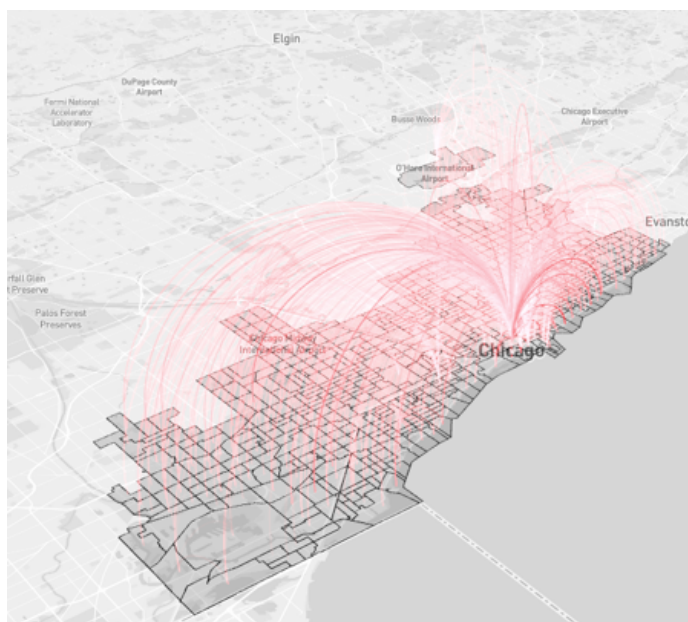 Elgin
DuPage County
Airport
Fermi National
Accelerator
Laboratory
Busse Woods
Chicago Executive
Airport
O'Hare International
Airport
Evansto
rfall Glen
Preserve
Palos Forest
Preserves
Chicago Midway
International Airport
Chicago